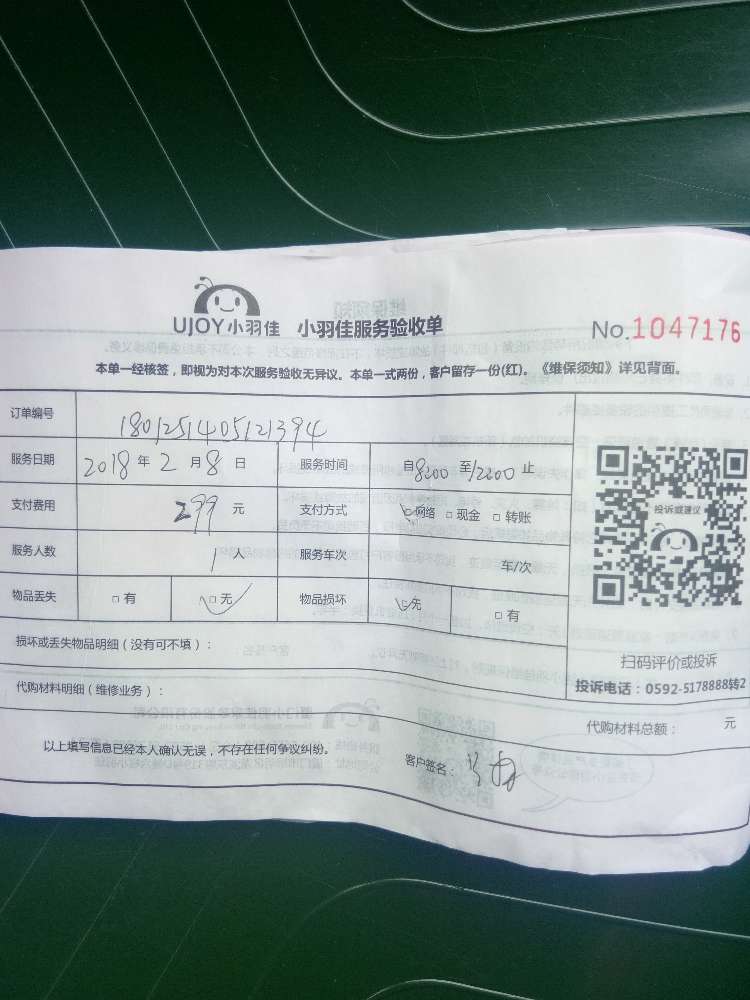 UJOY小羽佳 小羽佳服务验收单 No.1047176
本单一经核签，即视为对本次服务验收无异议。本单一式两份，客户留存一份(红)。《维保须知》详见背面。
订单编号 1801251405121394
服务日期 2018 年 2 月 8 日 服务时间 自8:00 至12:00 止
支付费用 299 元 支付方式 网络 现金 转账
服务人数 1 人 服务车次 车/次
物品丢失 有 无 物品损坏 无 有
投诉或建议
损坏或丢失物品明细（没有可不填）：
扫码评价或投诉
代购材料明细（维修业务）：
投诉电话：0592-5178888转2
代购材料总额： 元
以上填写信息已经本人确认无误，不存在任何争议纠纷。
客户签名：